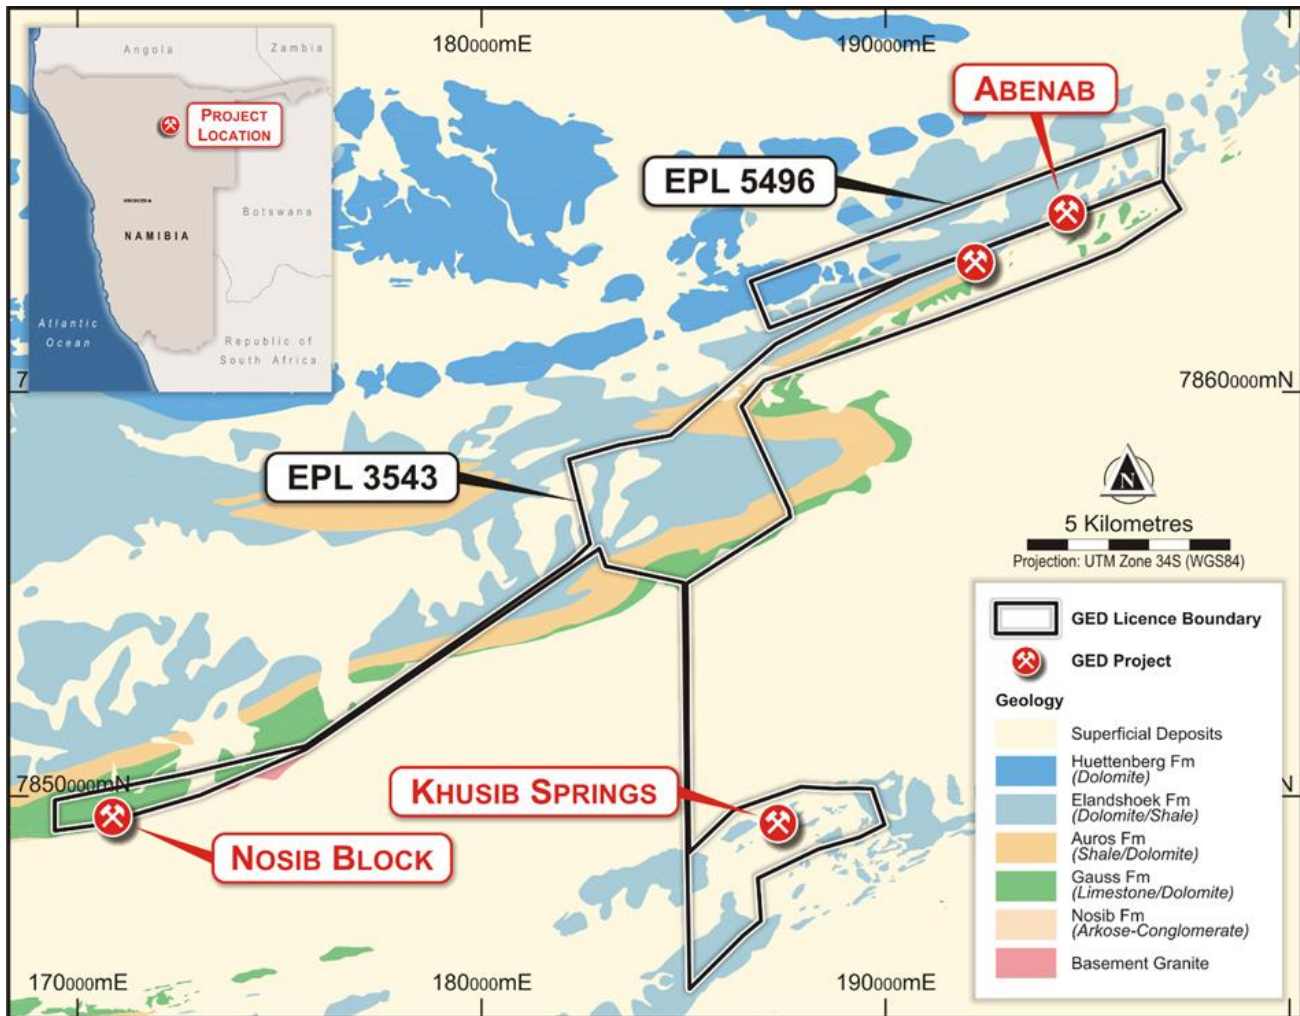 Angola
Zambia
PROJECT
LOCATION
NAMIBIA
Botswana
Atlantic
Ocean
Republic of
South Africa
180000mE
190000mE
ABENAB
EPL 5496
7860000mN
7
EPL 3543
N
5 Kilometres
Projection: UTM Zone 34S (WGS84)
GED Licence Boundary
GED Project
Geology
Superficial Deposits
Huettenberg Fm
(Dolomite)
Elandshoek Fm
(Dolomite/Shale)
Auros Fm
(Shale/Dolomite)
Gauss Fm
(Limestone/Dolomite)
Nosib Fm
(Arkose-Conglomerate)
Basement Granite
7850000mN
N
KHUSIB SPRINGS
NOSIB BLOCK
170000mE
180000mE
190000mE